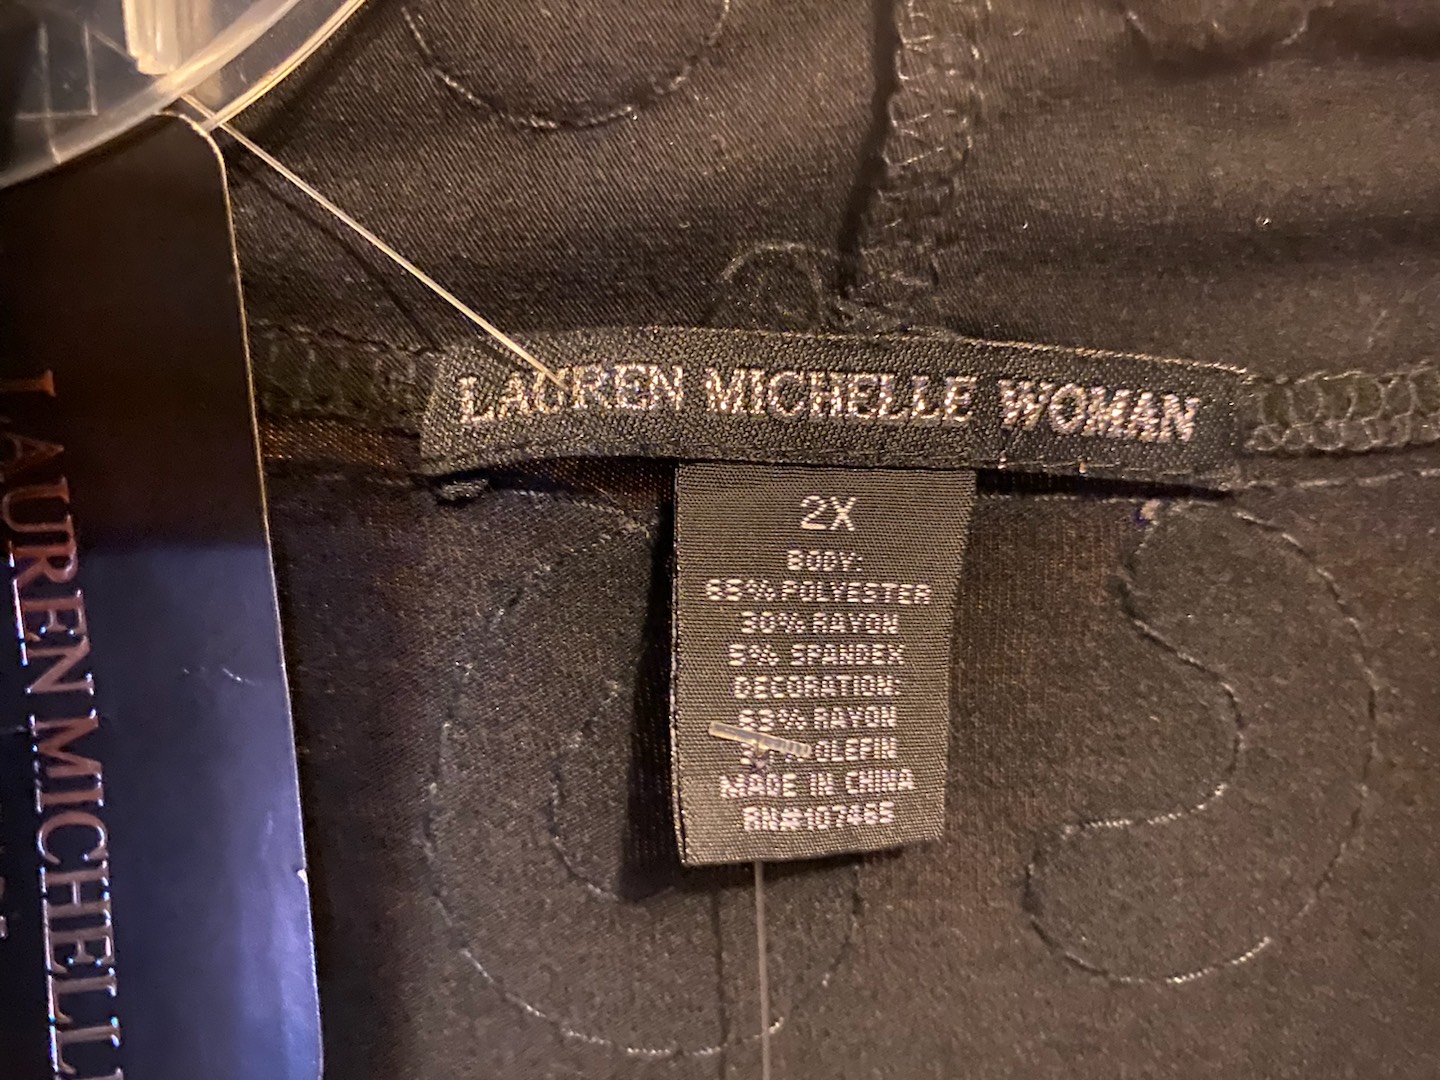 LAUREN MICHELLE WOMAN
2X
BODY:
65% POLYESTER
30% RAYON
5% SPANDEX
DECORATION:
63% RAYON
OLEFIN
MADE IN CHINA
RN#107465
LAUREN MICHELL